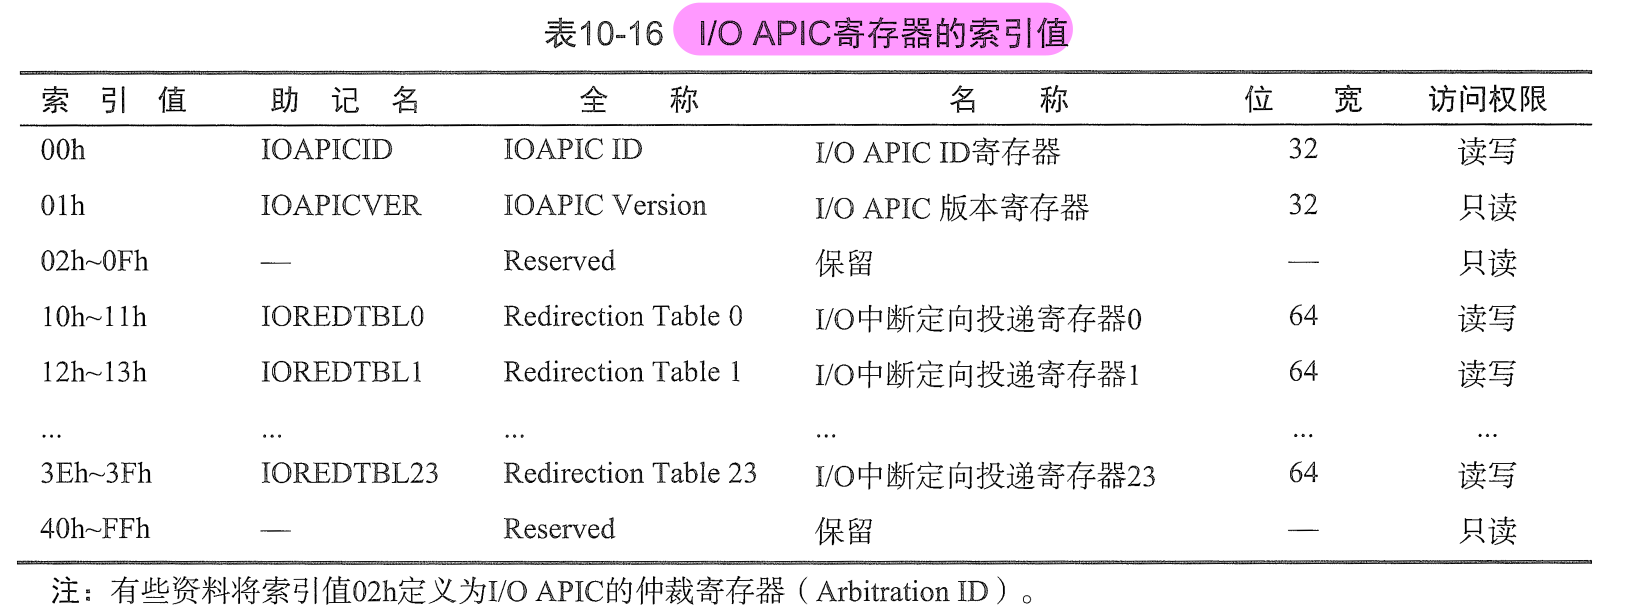 表10-16 I/O APIC寄存器的索引值
索引值 助记名 全称 名称 位宽 访问权限
00h IOAPICID IOAPIC ID I/O APIC ID寄存器 32 读写
01h IOAPICVER IOAPIC Version I/O APIC 版本寄存器 32 只读
02h~0Fh — Reserved 保留 — 只读
10h~11h IOREDTBL0 Redirection Table 0 I/O中断定向投递寄存器0 64 读写
12h~13h IOREDTBL1 Redirection Table 1 I/O中断定向投递寄存器1 64 读写
... ... ... ... ... ...
3Eh~3Fh IOREDTBL23 Redirection Table 23 I/O中断定向投递寄存器23 64 读写
40h~FFh — Reserved 保留 — 只读
注：有些资料将索引值02h定义为I/O APIC的仲裁寄存器（Arbitration ID）。